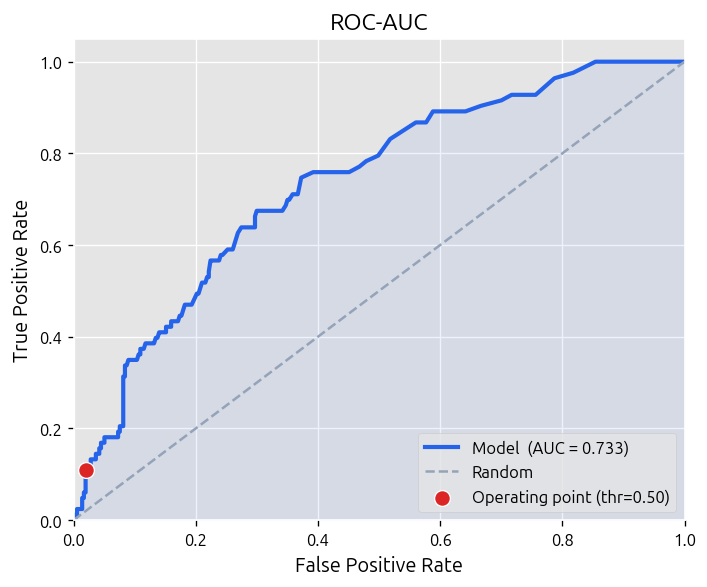 ROC-AUC
True Positive Rate
1.0
0.8
0.6
0.4
0.2
0.0
0.0 0.2 0.4 0.6 0.8 1.0
False Positive Rate
Model (AUC = 0.733)
Random
Operating point (thr=0.50)